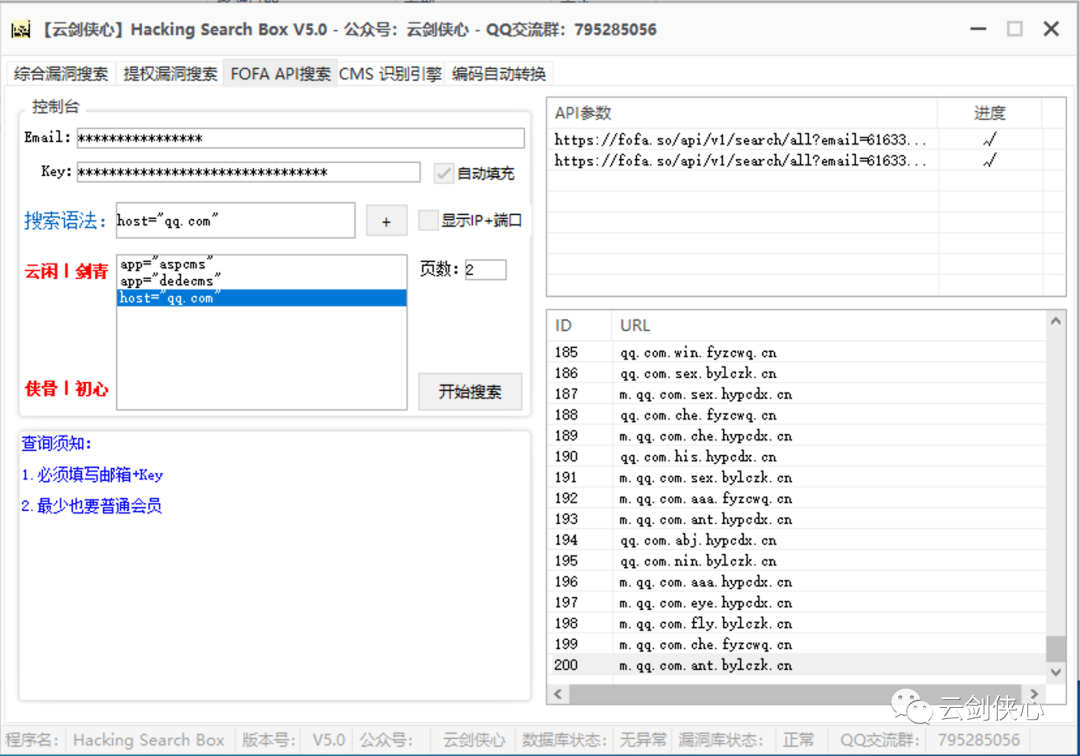 【云剑侠心】Hacking Search Box V5.0 - 公众号：云剑侠心 - QQ交流群：795285056
综合漏洞搜索 提权漏洞搜索 FOFA API搜索 CMS 识别引擎 编码自动转换
控制台
Email: ****************
Key: ********************************
自动填充
搜索语法： host="qq.com"
+
显示IP+端口
云闲丨剑青
app="aspcms"
app="dedecms"
host="qq.com"
页数： 2
侠骨丨初心
开始搜索
查询须知：
1.必须填写邮箱+Key
2.最少也要普通会员
API参数 进度
https://fofa.so/api/v1/search/all?email=61633... √
https://fofa.so/api/v1/search/all?email=61633... √
ID URL
185 qq.com.win.fyzcwq.cn
186 qq.com.sex.bylczk.cn
187 m.qq.com.sex.hypcdx.cn
188 qq.com.che.fyzcwq.cn
189 m.qq.com.che.hypcdx.cn
190 qq.com.his.hypcdx.cn
191 m.qq.com.sex.bylczk.cn
192 m.qq.com.aaa.fyzcwq.cn
193 m.qq.com.ant.hypcdx.cn
194 qq.com.abj.hypcdx.cn
195 qq.com.nin.bylczk.cn
196 m.qq.com.aaa.hypcdx.cn
197 m.qq.com.eye.hypcdx.cn
198 m.qq.com.fly.bylczk.cn
199 m.qq.com.che.fyzcwq.cn
200 m.qq.com.ant.bylczk.cn
云剑侠心
程序名: Hacking Search Box 版本号: V5.0 公众号: 云剑侠心 数据库状态: 无异常 漏洞库状态: 正常 QQ交流群: 795285056